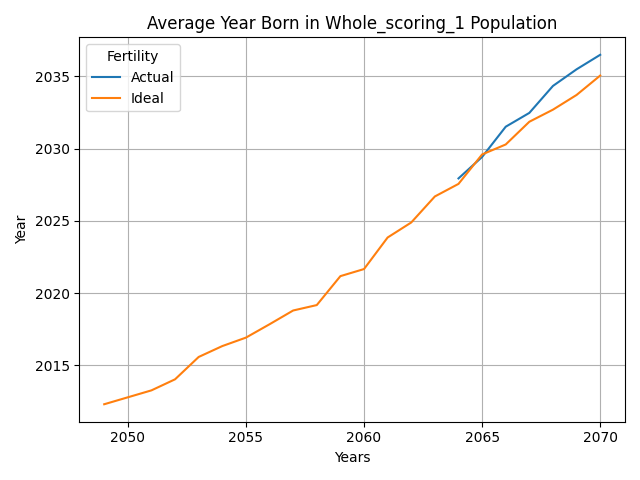 Average Year Born in Whole_scoring_1 Population
Fertility
Actual
Ideal
2035
2030
2025
2020
2015
Year
2050 2055 2060 2065 2070
Years